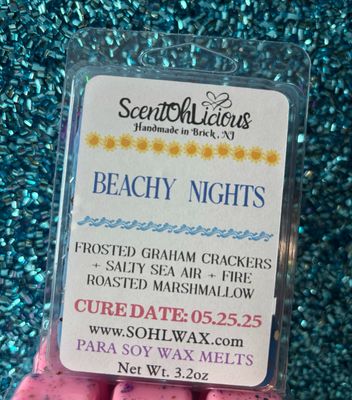 ScentOhLicious
Handmade in Brick, NJ
BEACHY NIGHTS
FROSTED GRAHAM CRACKERS
+ SALTY SEA AIR + FIRE
ROASTED MARSHMALLOW
CURE DATE: 05.25.25
www.SOHLWAX.com
PARA SOY WAX MELTS
Net Wt. 3.2oz